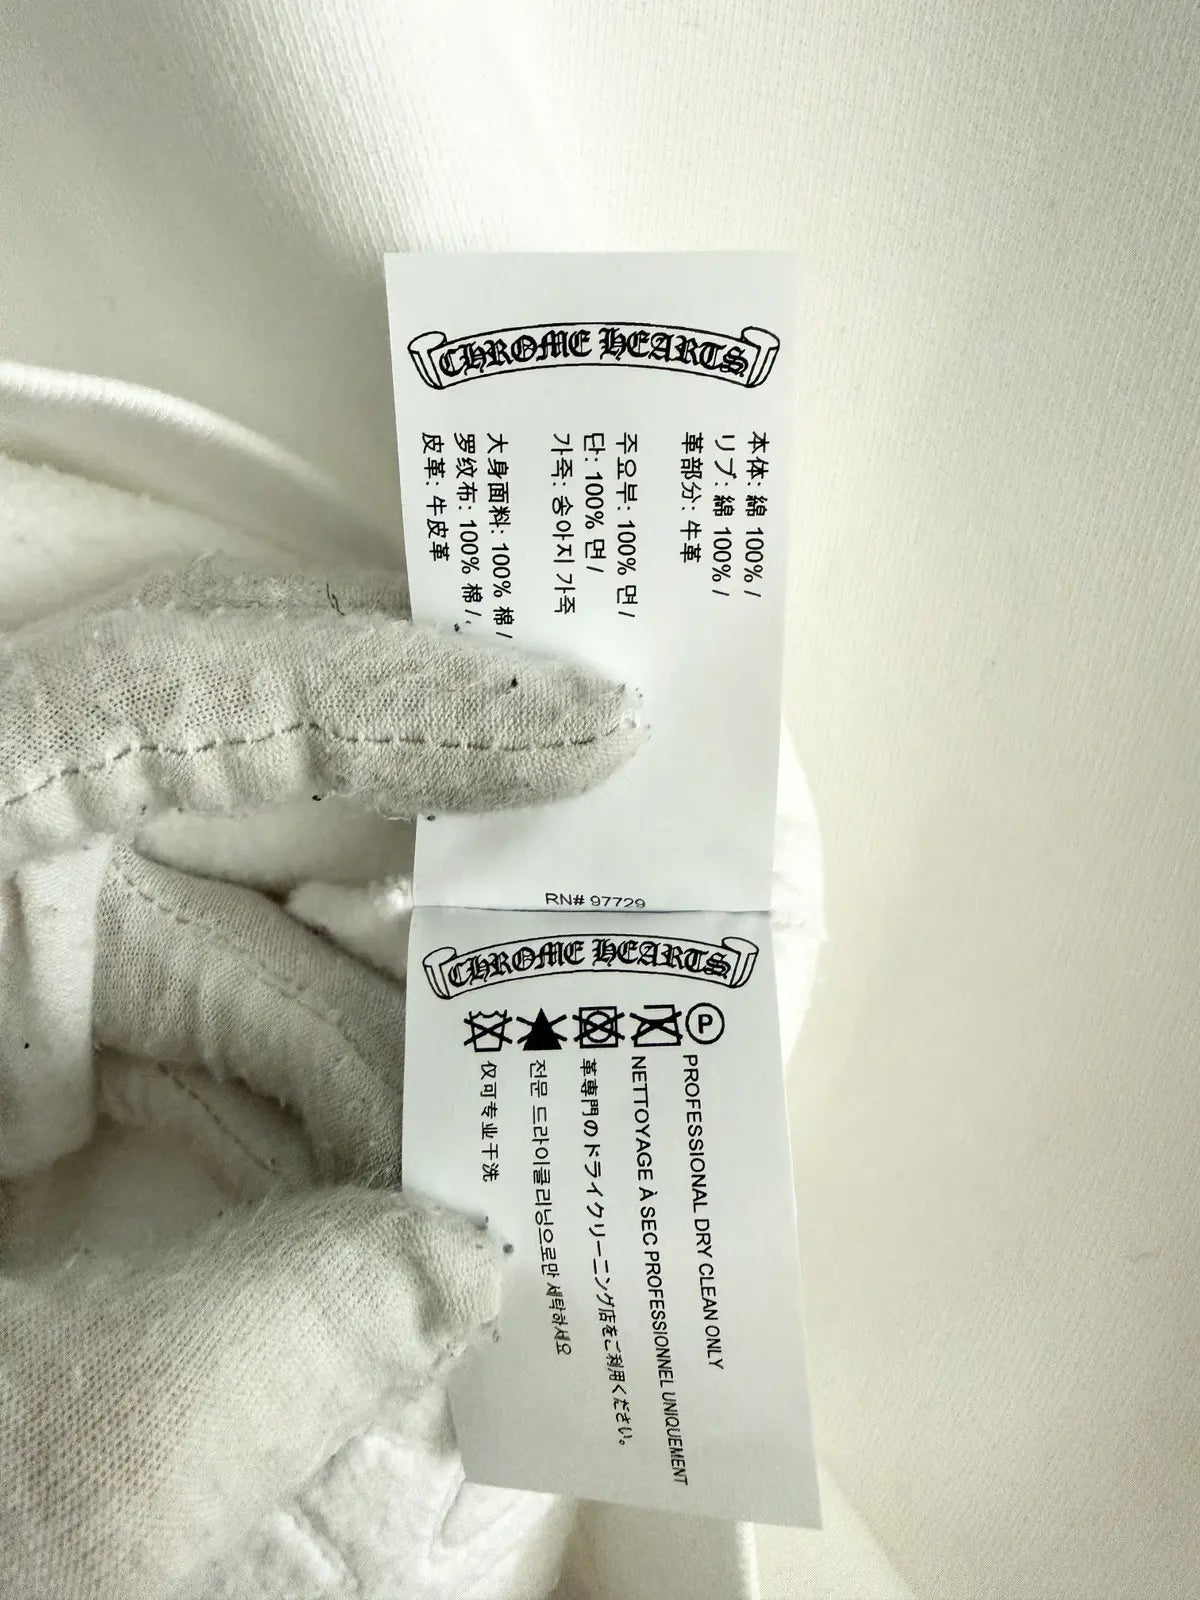 CHROME HEARTS
本体: 綿 100% /
リブ: 綿 100% /
革部分: 牛革
주요부: 100% 면 /
단: 100% 면 /
가죽: 송아지 가죽
大身面料: 100% 棉 /
罗纹布: 100% 棉 /
皮革: 牛皮革
RN# 97729
CHROME HEARTS
P
PROFESSIONAL DRY CLEAN ONLY
NETTOYAGE À SEC PROFESSIONNEL UNIQUEMENT
革専門のドライクリーニング店をご利用ください。
전문 드라이클리닝으로만 세탁하세요
仅可专业干洗